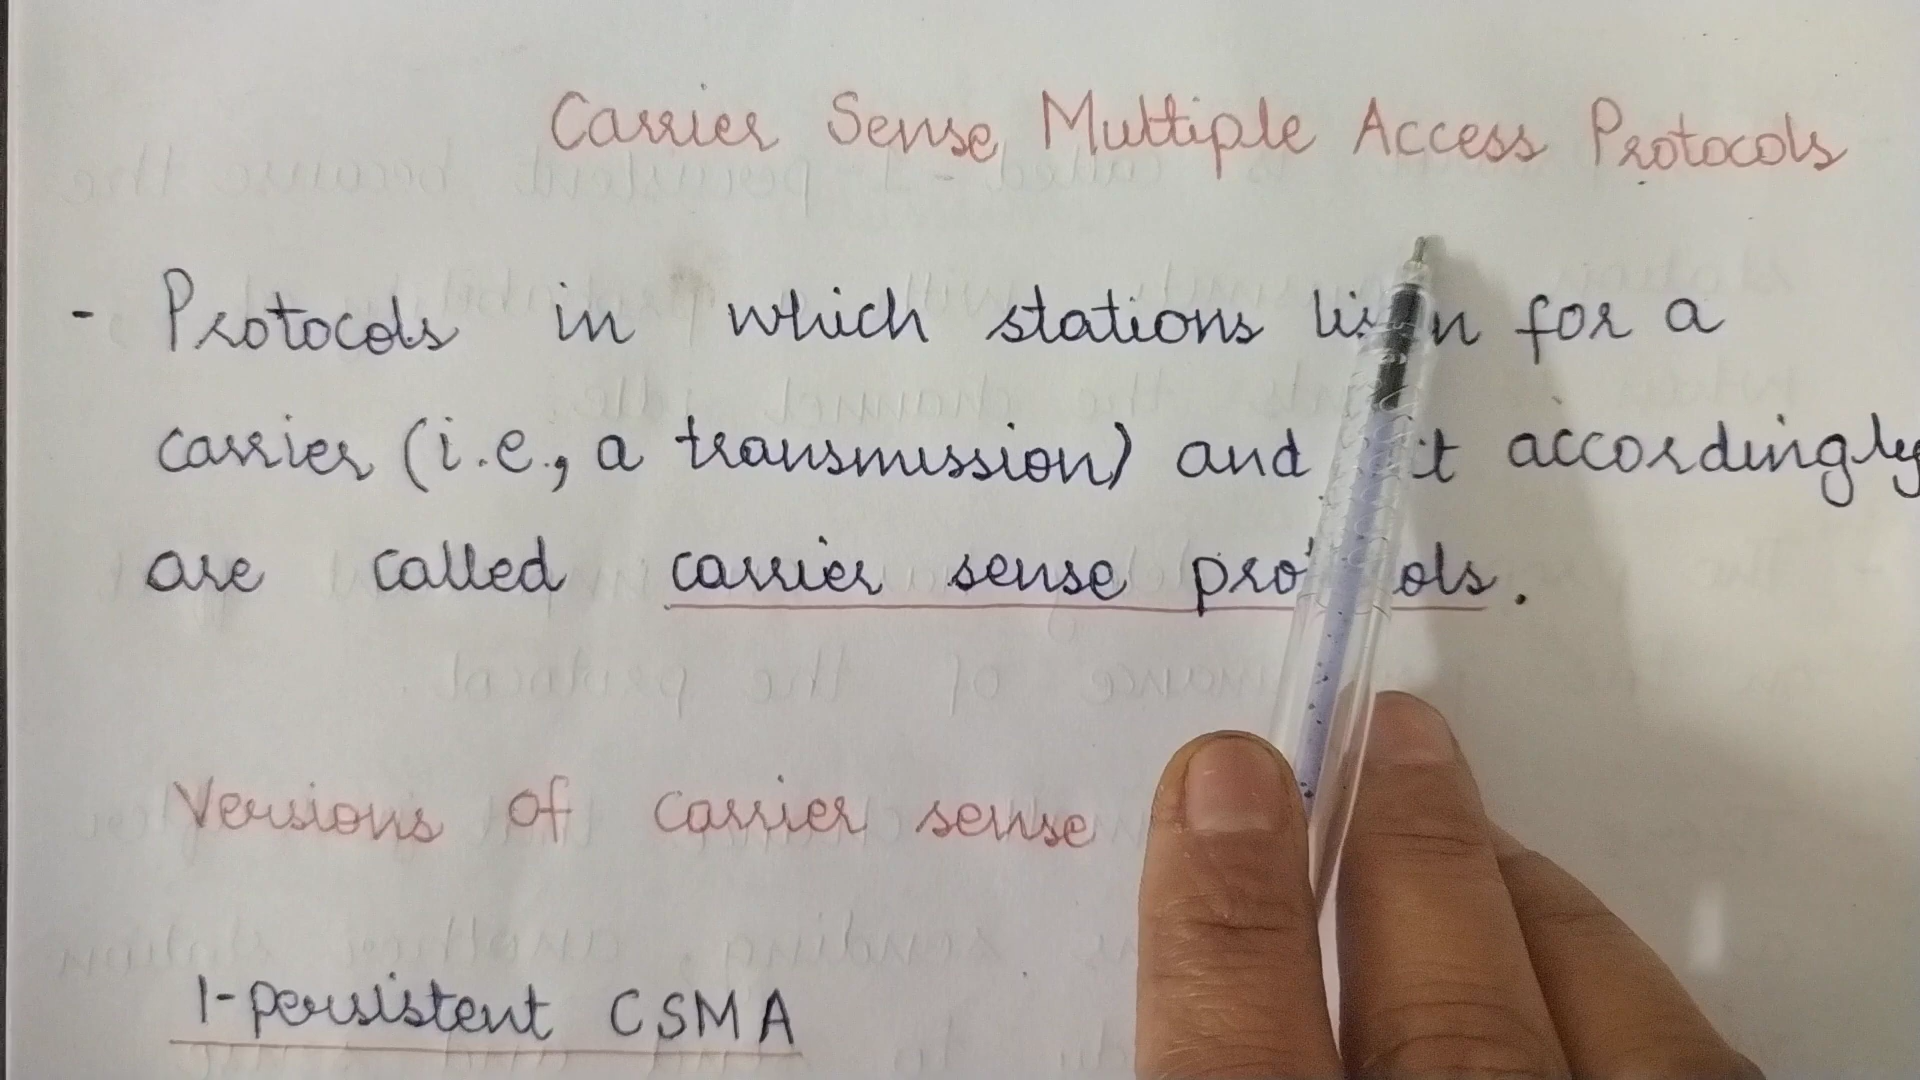 Carrier Sense Multiple Access Protocols
- Protocols in which stations for a
carrier (i.e., a transmission) and accordingly
are called carrier sense .
Versions of carrier sense
1-persistent CSMA